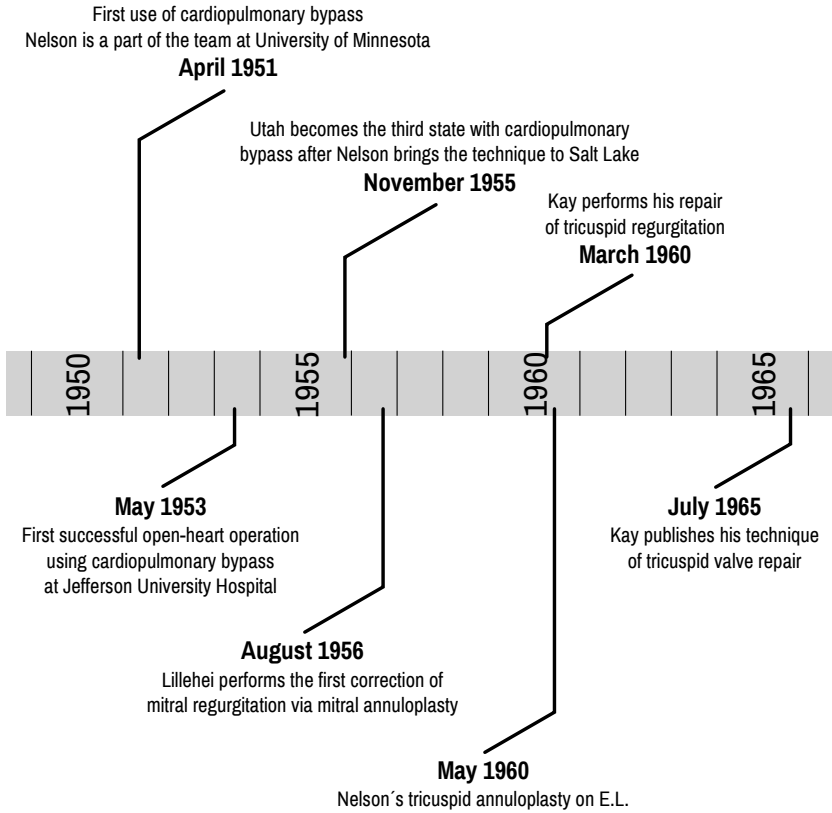 First use of cardiopulmonary bypass
Nelson is a part of the team at University of Minnesota
April 1951
Utah becomes the third state with cardiopulmonary
bypass after Nelson brings the technique to Salt Lake
November 1955
Kay performs his repair
of tricuspid regurgitation
March 1960
1950
1955
1960
1965
May 1953
First successful open-heart operation
using cardiopulmonary bypass
at Jefferson University Hospital
July 1965
Kay publishes his technique
of tricuspid valve repair
August 1956
Lillehei performs the first correction of
mitral regurgitation via mitral annuloplasty
May 1960
Nelson´s tricuspid annuloplasty on E.L.